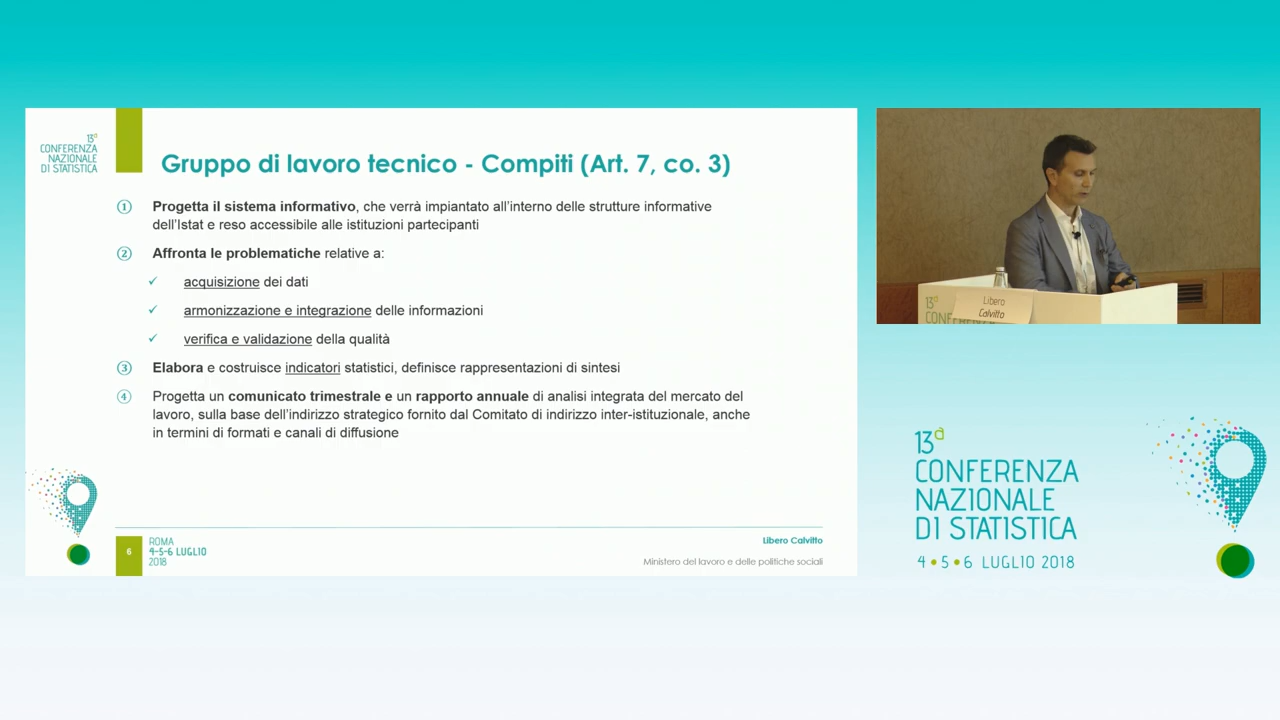 13ª
CONFERENZA
NAZIONALE
DI STATISTICA
Gruppo di lavoro tecnico - Compiti (Art. 7, co. 3)
1 Progetta il sistema informativo, che verrà impiantato all'interno delle strutture informative
dell'Istat e reso accessibile alle istituzioni partecipanti
2 Affronta le problematiche relative a:
✓ acquisizione dei dati
✓ armonizzazione e integrazione delle informazioni
✓ verifica e validazione della qualità
3 Elabora e costruisce indicatori statistici, definisce rappresentazioni di sintesi
4 Progetta un comunicato trimestrale e un rapporto annuale di analisi integrata del mercato del
lavoro, sulla base dell'indirizzo strategico fornito dal Comitato di indirizzo inter-istituzionale, anche
in termini di formati e canali di diffusione
6
ROMA
4-5-6 LUGLIO
2018
Libero Calvitto
Ministero del lavoro e delle politiche sociali
Libero
Calvitto
13ª
CONFERENZA
13ª
CONFERENZA
NAZIONALE
DI STATISTICA
4 • 5 • 6 LUGLIO 2018